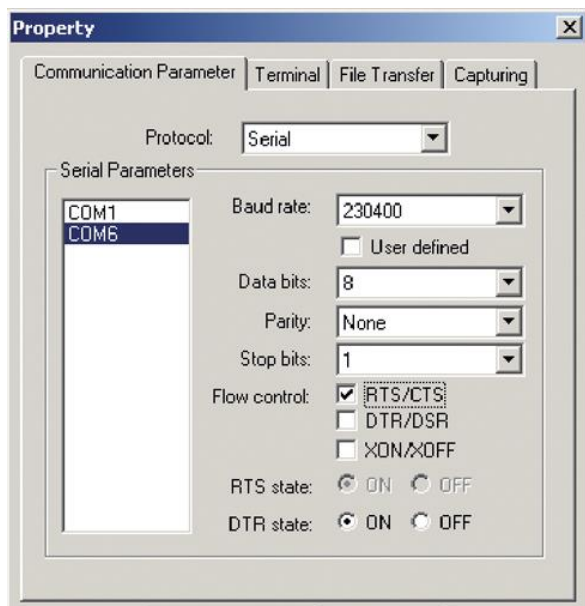 Property
Communication Parameter Terminal File Transfer Capturing
Protocol: Serial
Serial Parameters
COM1
COM6
Baud rate: 230400
User defined
Data bits: 8
Parity: None
Stop bits: 1
Flow control: RTS/CTS
DTR/DSR
XON/XOFF
RTS state: ON OFF
DTR state: ON OFF